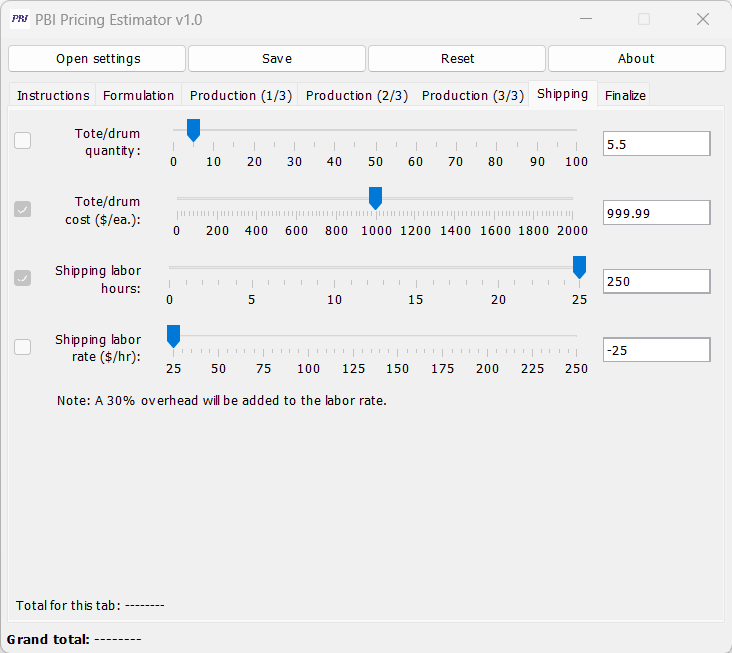 PBI PBI Pricing Estimator v1.0
Open settings Save Reset About
Instructions Formulation Production (1/3) Production (2/3) Production (3/3) Shipping Finalize
Tote/drum
quantity:
5.5
0 10 20 30 40 50 60 70 80 90 100
Tote/drum
cost ($/ea.):
999.99
0 200 400 600 800 1000 1200 1400 1600 1800 2000
Shipping labor
hours:
250
0 5 10 15 20 25
Shipping labor
rate ($/hr):
-25
25 50 75 100 125 150 175 200 225 250
Note: A 30% overhead will be added to the labor rate.
Total for this tab: --------
Grand total: --------